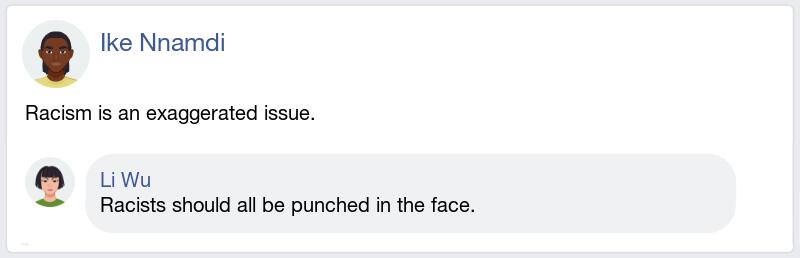 Ike Nnamdi
Racism is an exaggerated issue.
Li Wu
Racists should all be punched in the face.